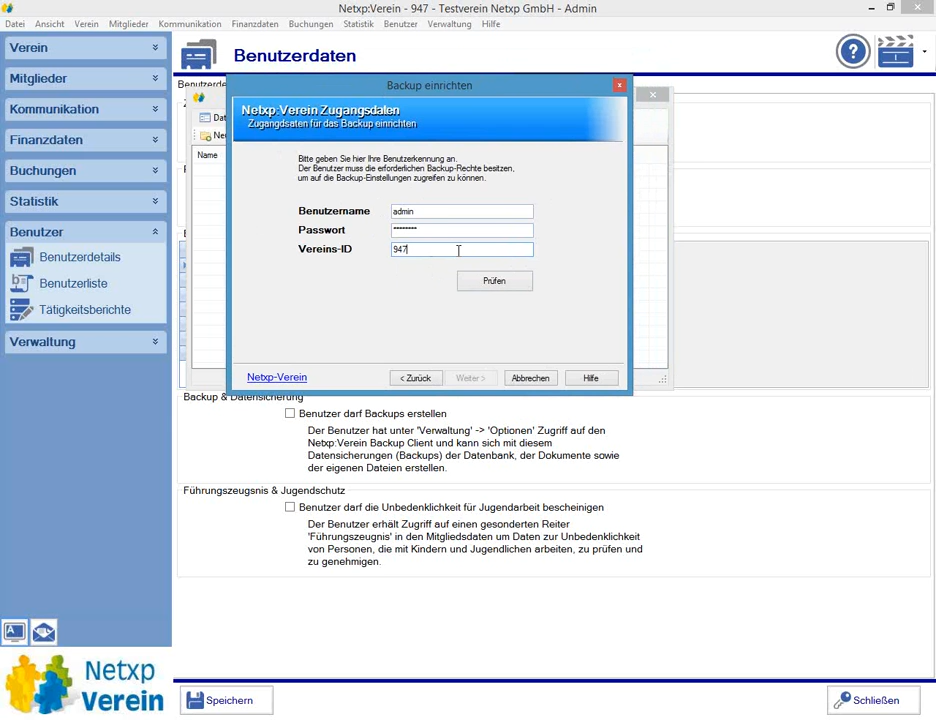 Netxp:Verein - 947 - Testverein Netxp GmbH - Admin
Datei Ansicht Verein Mitglieder Kommunikation Finanzdaten Buchungen Statistik Benutzer Verwaltung Hilfe
Verein
Mitglieder
Kommunikation
Finanzdaten
Buchungen
Statistik
Benutzer
Benutzerdetails
Benutzerliste
Tätigkeitsberichte
Verwaltung
Netxp
Verein
Benutzerdaten
Name
Backup einrichten
Netxp:Verein Zugangsdaten
Zugangdsaten für das Backup einrichten
Bitte geben Sie hier Ihre Benutzerkennung an.
Der Benutzer muss die erforderlichen Backup-Rechte besitzen,
um auf die Backup-Einstellungen zugreifen zu können.
Benutzername admin
Passwort ********
Vereins-ID 947
Prüfen
Netxp-Verein < Zurück Weiter > Abbrechen Hilfe
Backup & Datensicherung
Benutzer darf Backups erstellen
Der Benutzer hat unter 'Verwaltung' -> 'Optionen' Zugriff auf den
Netxp:Verein Backup Client und kann sich mit diesem
Datensicherungen (Backups) der Datenbank, der Dokumente sowie
der eigenen Dateien erstellen.
Führungszeugsnis & Jugendschutz
Benutzer darf die Unbedenklichkeit für Jugendarbeit bescheinigen
Der Benutzer erhält Zugriff auf einen gesonderten Reiter
'Führungszeugnis' in den Mitgliedsdaten um Daten zur Unbedenklichkeit
von Personen, die mit Kindern und Jugendlichen arbeiten, zu prüfen und
zu genehmigen.
Speichern Schließen